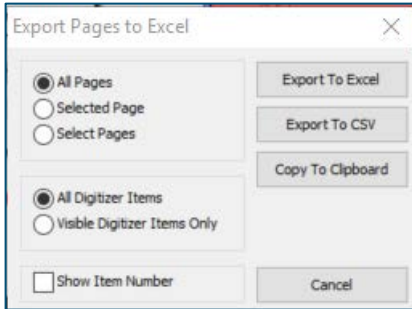 Export Pages to Excel
All Pages
Selected Page
Select Pages
Export To Excel
Export To CSV
Copy To Clipboard
All Digitizer Items
Visible Digitizer Items Only
Show Item Number
Cancel